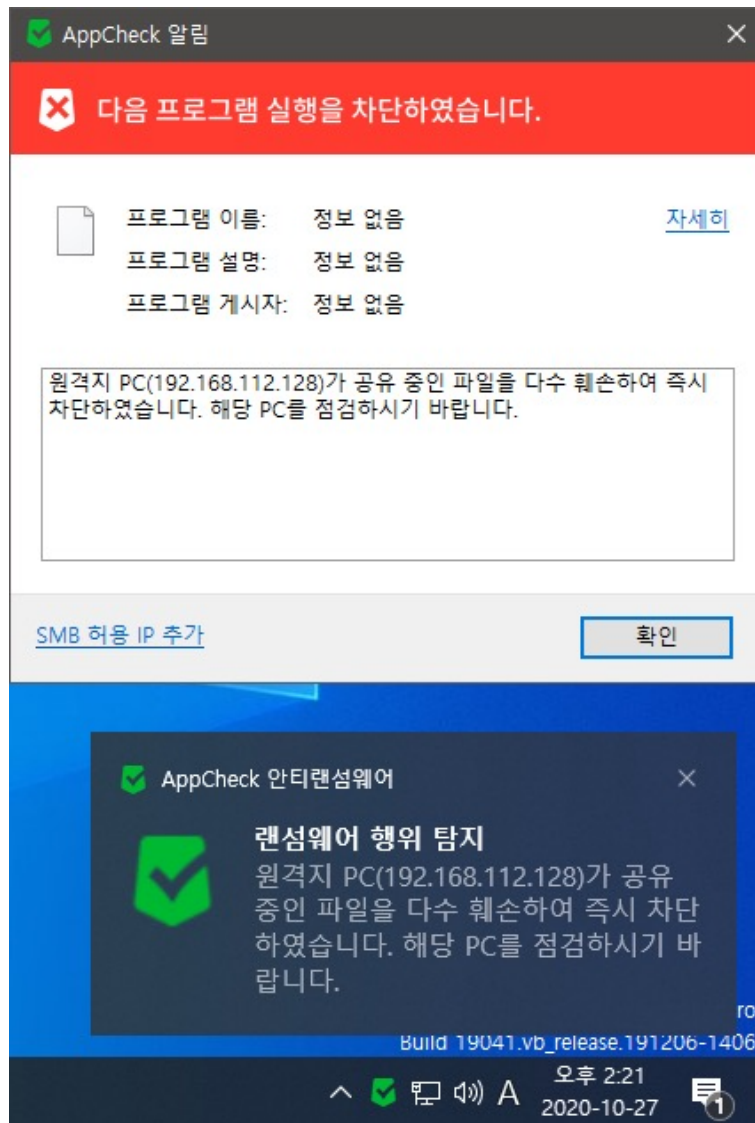 AppCheck 알림
다음 프로그램 실행을 차단하였습니다.
프로그램 이름: 정보 없음 자세히
프로그램 설명: 정보 없음
프로그램 게시자: 정보 없음
원격지 PC(192.168.112.128)가 공유 중인 파일을 다수 훼손하여 즉시
차단하였습니다. 해당 PC를 점검하시기 바랍니다.
SMB 허용 IP 추가 확인
AppCheck 안티랜섬웨어
랜섬웨어 행위 탐지
원격지 PC(192.168.112.128)가 공유
중인 파일을 다수 훼손하여 즉시 차단
하였습니다. 해당 PC를 점검하시기 바
랍니다.
ro
Build 19041.vb_release.191206-1406
A 오후 2:21
2020-10-27 1